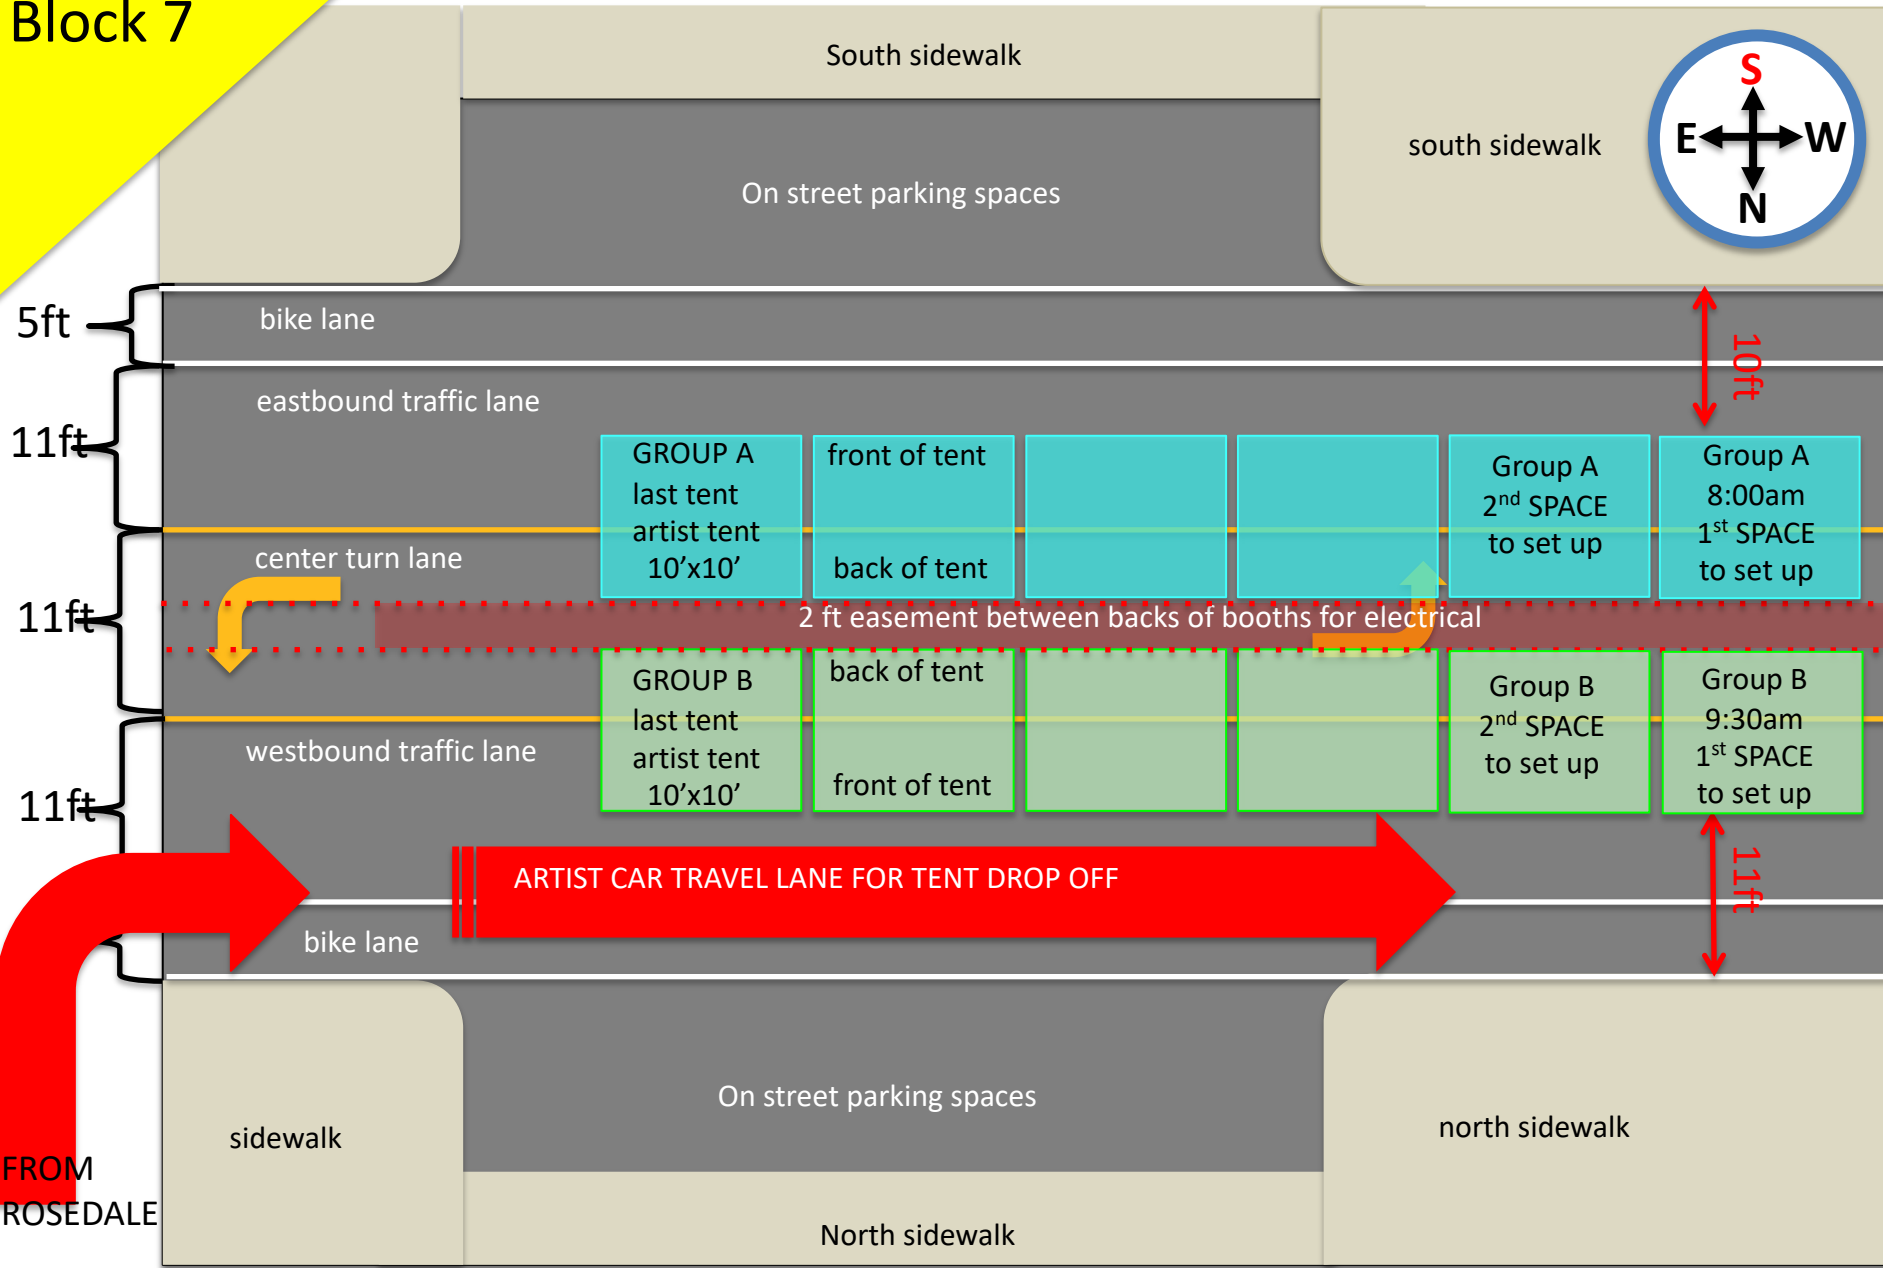 Block 7
South sidewalk
S
E
W
N
south sidewalk
On street parking spaces
5ft
bike lane
10ft
eastbound traffic lane
11ft
GROUP A
last tent
artist tent
10’x10’
front of tent
back of tent
Group A
2nd SPACE
to set up
Group A
8:00am
1st SPACE
to set up
center turn lane
11ft
2 ft easement between backs of booths for electrical
GROUP B
last tent
artist tent
10’x10’
back of tent
front of tent
Group B
2nd SPACE
to set up
Group B
9:30am
1st SPACE
to set up
westbound traffic lane
11ft
ARTIST CAR TRAVEL LANE FOR TENT DROP OFF
11ft
bike lane
On street parking spaces
sidewalk
north sidewalk
FROM
ROSEDALE
North sidewalk